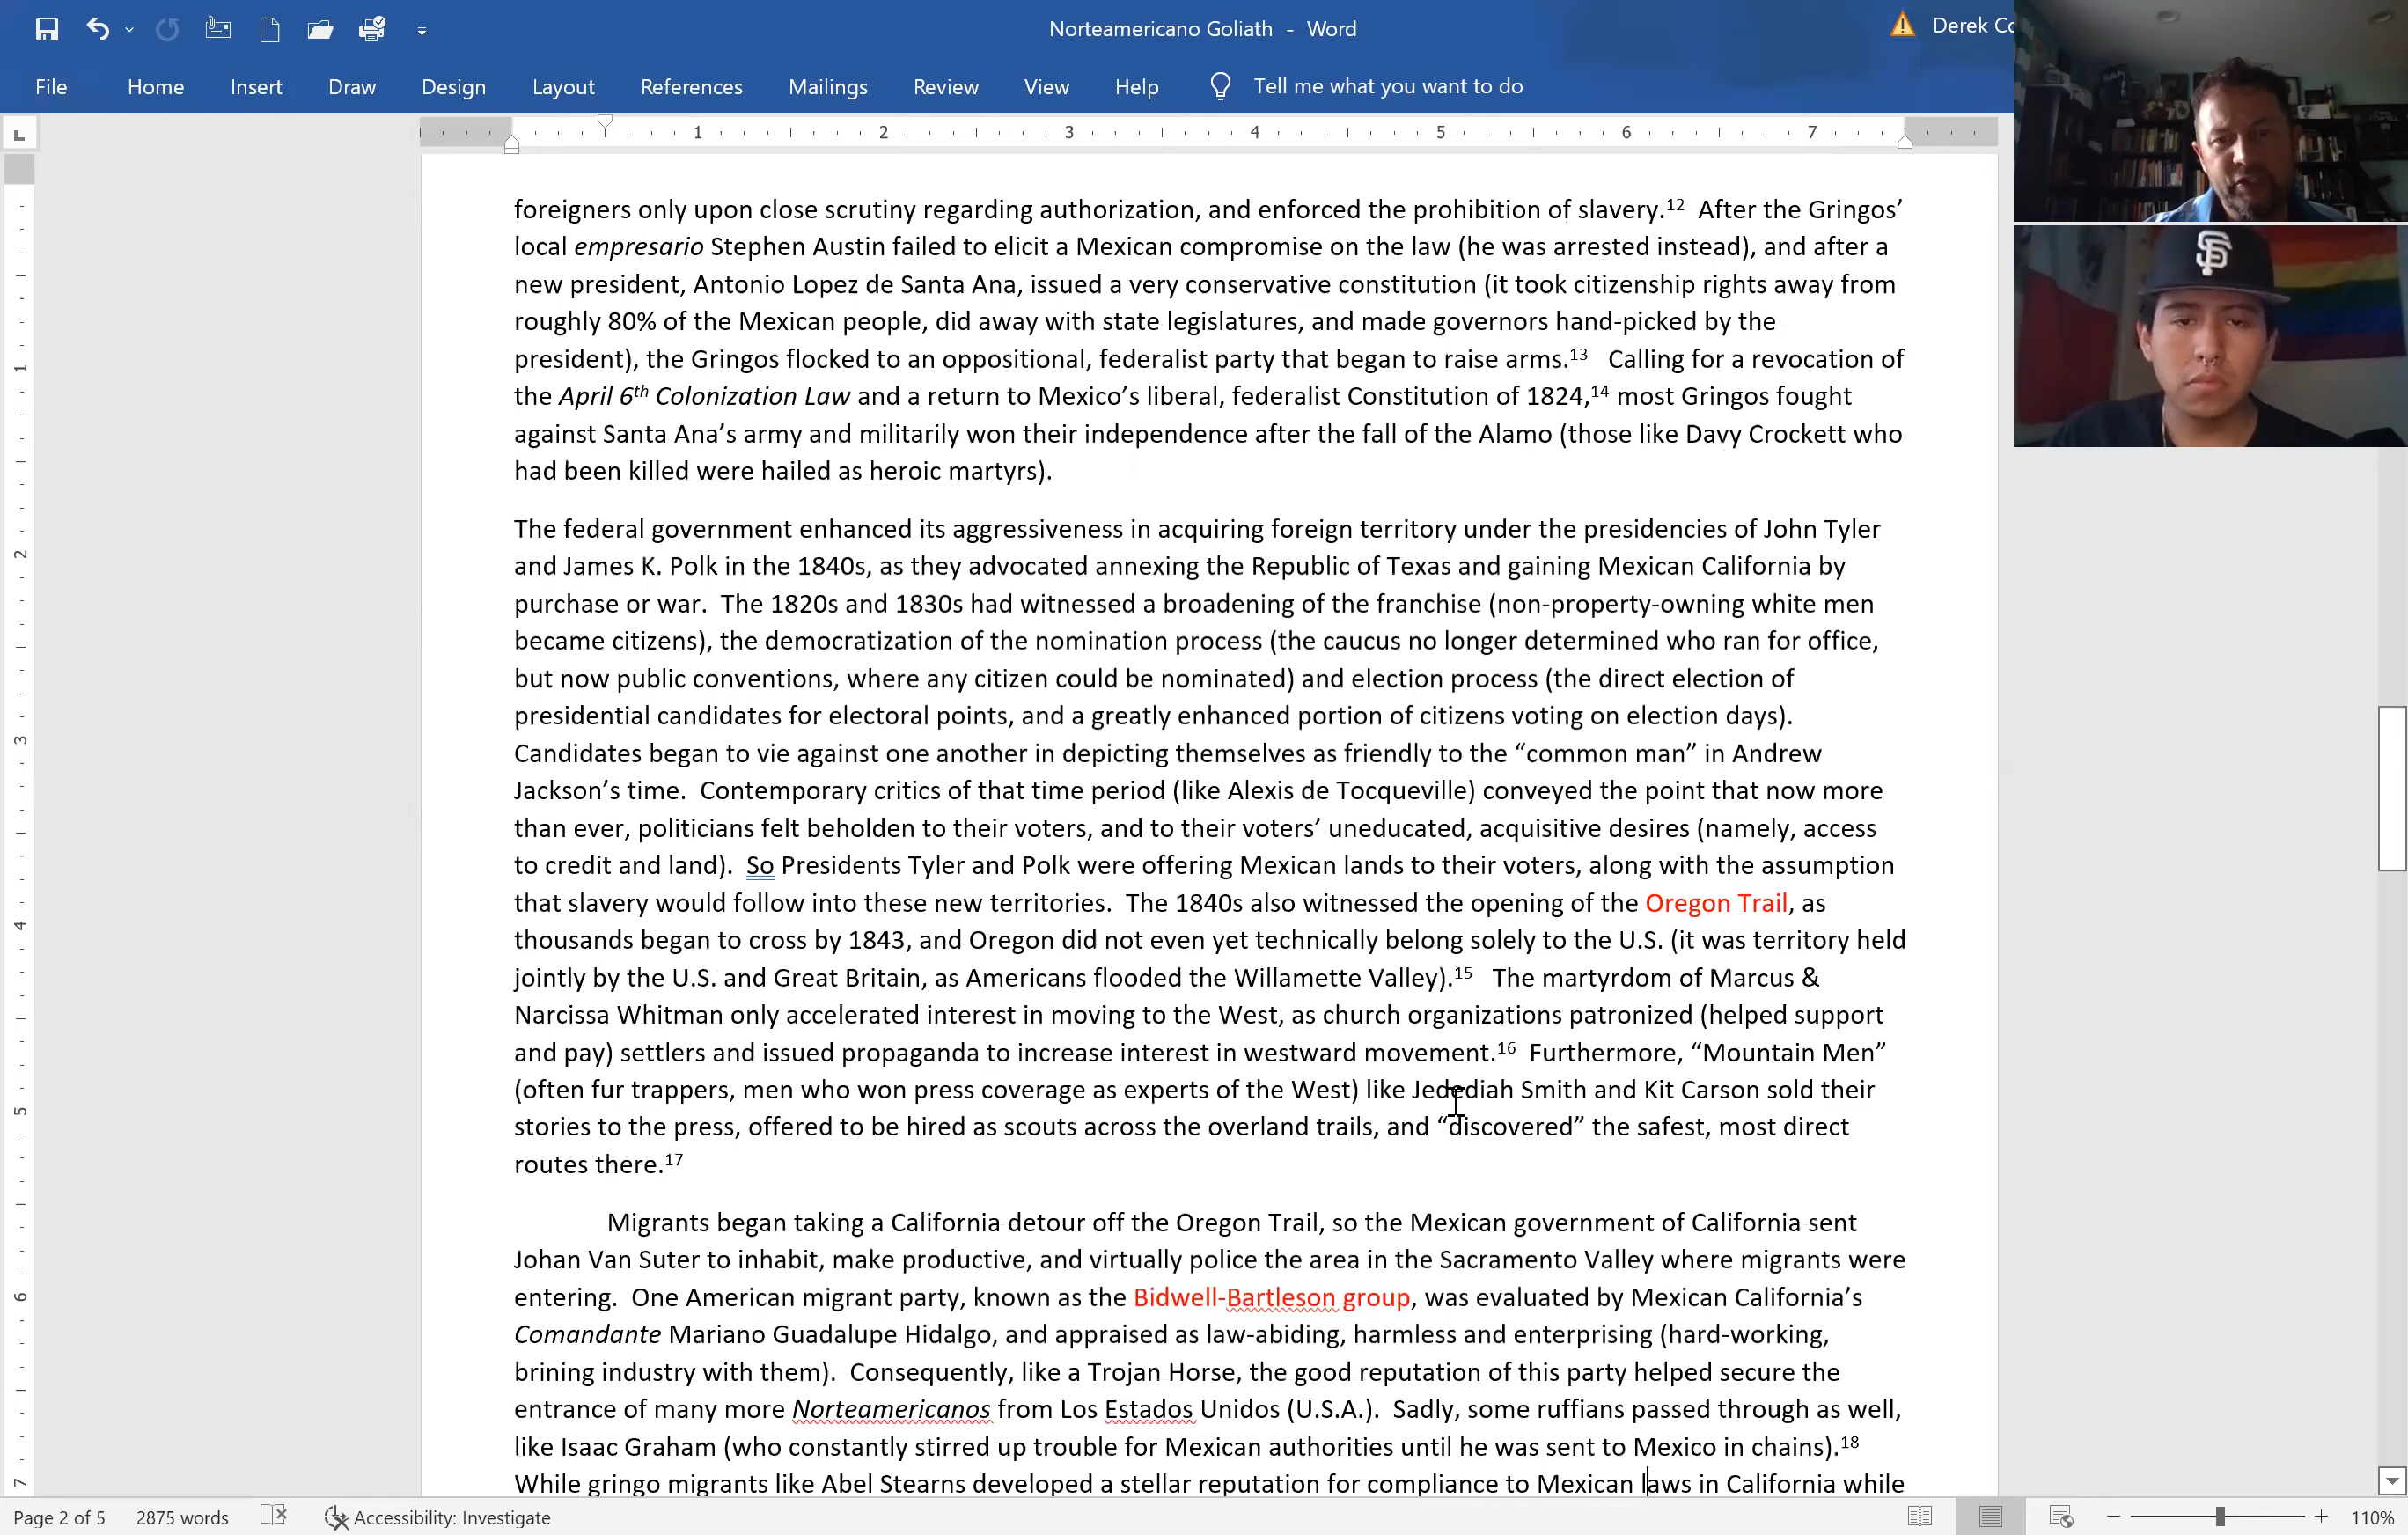 Norteamericano Goliath - Word
Derek Co
File Home Insert Draw Design Layout References Mailings Review View Help Tell me what you want to do
1 2 3 4 5 6 7
SF
foreigners only upon close scrutiny regarding authorization, and enforced the prohibition of slavery.12 After the Gringos’
local empresario Stephen Austin failed to elicit a Mexican compromise on the law (he was arrested instead), and after a
new president, Antonio Lopez de Santa Ana, issued a very conservative constitution (it took citizenship rights away from
roughly 80% of the Mexican people, did away with state legislatures, and made governors hand-picked by the
president), the Gringos flocked to an oppositional, federalist party that began to raise arms.13 Calling for a revocation of
the April 6th Colonization Law and a return to Mexico’s liberal, federalist Constitution of 1824,14 most Gringos fought
against Santa Ana’s army and militarily won their independence after the fall of the Alamo (those like Davy Crockett who
had been killed were hailed as heroic martyrs).
The federal government enhanced its aggressiveness in acquiring foreign territory under the presidencies of John Tyler
and James K. Polk in the 1840s, as they advocated annexing the Republic of Texas and gaining Mexican California by
purchase or war. The 1820s and 1830s had witnessed a broadening of the franchise (non-property-owning white men
became citizens), the democratization of the nomination process (the caucus no longer determined who ran for office,
but now public conventions, where any citizen could be nominated) and election process (the direct election of
presidential candidates for electoral points, and a greatly enhanced portion of citizens voting on election days).
Candidates began to vie against one another in depicting themselves as friendly to the “common man” in Andrew
Jackson’s time. Contemporary critics of that time period (like Alexis de Tocqueville) conveyed the point that now more
than ever, politicians felt beholden to their voters, and to their voters’ uneducated, acquisitive desires (namely, access
to credit and land). So Presidents Tyler and Polk were offering Mexican lands to their voters, along with the assumption
that slavery would follow into these new territories. The 1840s also witnessed the opening of the Oregon Trail, as
thousands began to cross by 1843, and Oregon did not even yet technically belong solely to the U.S. (it was territory held
jointly by the U.S. and Great Britain, as Americans flooded the Willamette Valley).15 The martyrdom of Marcus &
Narcissa Whitman only accelerated interest in moving to the West, as church organizations patronized (helped support
and pay) settlers and issued propaganda to increase interest in westward movement.16 Furthermore, “Mountain Men”
(often fur trappers, men who won press coverage as experts of the West) like Jedediah Smith and Kit Carson sold their
stories to the press, offered to be hired as scouts across the overland trails, and “discovered” the safest, most direct
routes there.17
Migrants began taking a California detour off the Oregon Trail, so the Mexican government of California sent
Johan Van Suter to inhabit, make productive, and virtually police the area in the Sacramento Valley where migrants were
entering. One American migrant party, known as the Bidwell-Bartleson group, was evaluated by Mexican California’s
Comandante Mariano Guadalupe Hidalgo, and appraised as law-abiding, harmless and enterprising (hard-working,
brining industry with them). Consequently, like a Trojan Horse, the good reputation of this party helped secure the
entrance of many more Norteamericanos from Los Estados Unidos (U.S.A.). Sadly, some ruffians passed through as well,
like Isaac Graham (who constantly stirred up trouble for Mexican authorities until he was sent to Mexico in chains).18
While gringo migrants like Abel Stearns developed a stellar reputation for compliance to Mexican laws in California while
1
2
3
4
5
6
7
Page 2 of 5 2875 words Accessibility: Investigate 110%